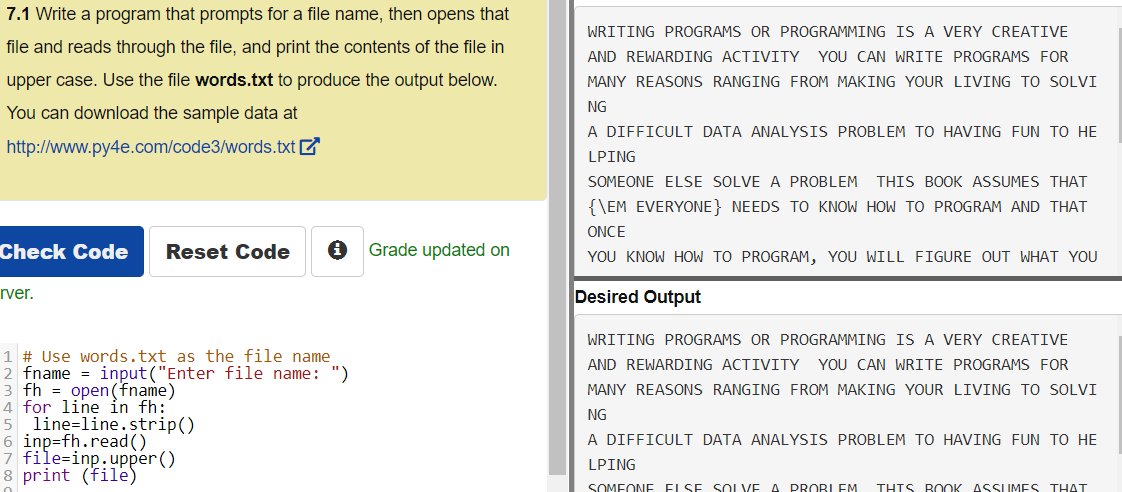 7.1 Write a program that prompts for a file name, then opens that
file and reads through the file, and print the contents of the file in
upper case. Use the file words.txt to produce the output below.
You can download the sample data at
http://www.py4e.com/code3/words.txt
Check Code
Reset Code
Grade updated on
rver.
1 # Use words.txt as the file name
2 fname = input("Enter file name: ")
3 fh = open(fname)
4 for line in fh:
5  line=line.strip()
6 inp=fh.read()
7 file=inp.upper()
8 print (file)
WRITING PROGRAMS OR PROGRAMMING IS A VERY CREATIVE
AND REWARDING ACTIVITY  YOU CAN WRITE PROGRAMS FOR
MANY REASONS RANGING FROM MAKING YOUR LIVING TO SOLVI
NG
A DIFFICULT DATA ANALYSIS PROBLEM TO HAVING FUN TO HE
LPING
SOMEONE ELSE SOLVE A PROBLEM  THIS BOOK ASSUMES THAT
{\EM EVERYONE} NEEDS TO KNOW HOW TO PROGRAM AND THAT
ONCE
YOU KNOW HOW TO PROGRAM, YOU WILL FIGURE OUT WHAT YOU
Desired Output
WRITING PROGRAMS OR PROGRAMMING IS A VERY CREATIVE
AND REWARDING ACTIVITY  YOU CAN WRITE PROGRAMS FOR
MANY REASONS RANGING FROM MAKING YOUR LIVING TO SOLVI
NG
A DIFFICULT DATA ANALYSIS PROBLEM TO HAVING FUN TO HE
LPING
SOMEONE ELSE SOLVE A PROBLEM  THIS BOOK ASSUMES THAT